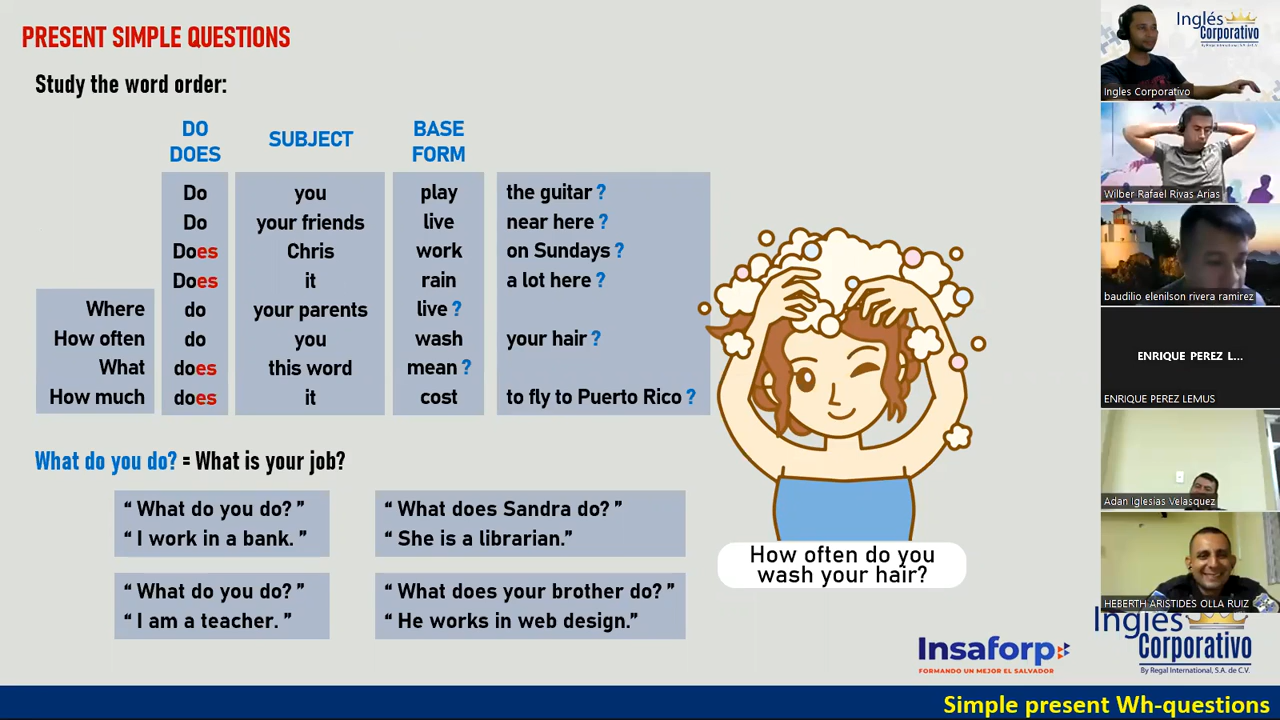 PRESENT SIMPLE QUESTIONS
Study the word order:
DO DOES
SUBJECT
BASE FORM
Do you play the guitar ?
Do your friends live near here ?
Does Chris work on Sundays ?
Does it rain a lot here ?
Where do your parents live ?
How often do you wash your hair ?
What does this word mean ?
How much does it cost to fly to Puerto Rico ?
What do you do? = What is your job?
“ What do you do? ”
“ I work in a bank. ”
“ What does Sandra do? ”
“ She is a librarian.”
“ What do you do? ”
“ I am a teacher. ”
“ What does your brother do? ”
“ He works in web design.”
How often do you
wash your hair?
Insaforp
FORMANDO UN MEJOR EL SALVADOR
Inglés
Corporativo
By Regal International, S.A. de C.V.
Simple present Wh-questions
Inglés
Corporativo
By Regal International, S.A. de C.V.
Ingles Corporativo
Wilber Rafael Rivas Arias
baudilio elenilson rivera ramirez
ENRIQUE PEREZ L...
ENRIQUE PEREZ LEMUS
Adan Iglesias Velasquez
HEBERTH ARISTIDES OLLA RUIZ